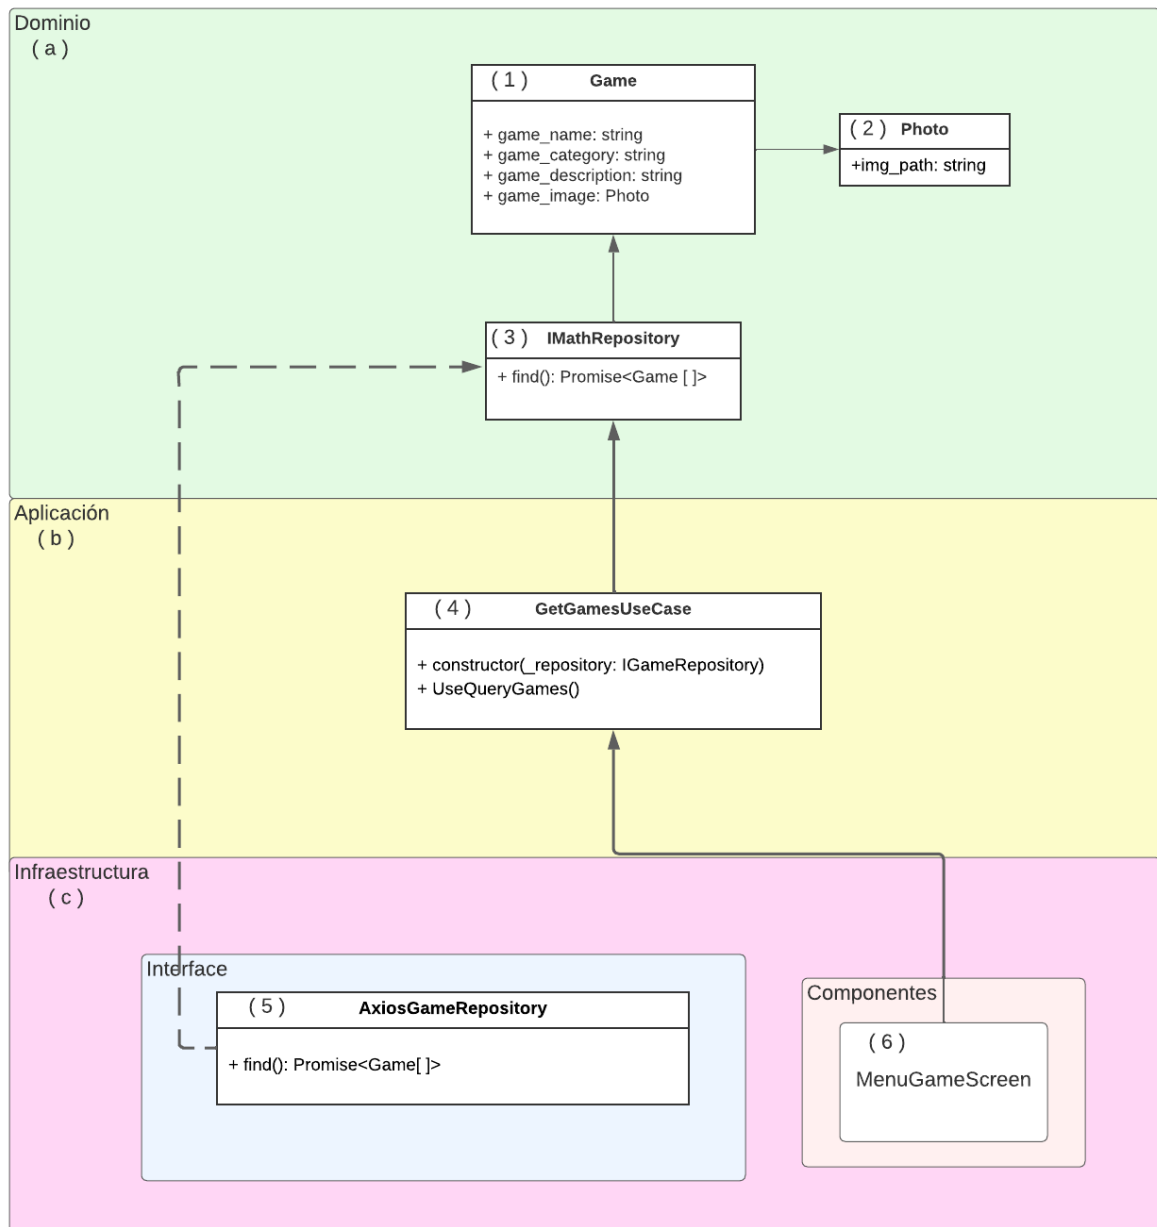 Dominio
( a )
( 1 ) Game
+ game_name: string
+ game_category: string
+ game_description: string
+ game_image: Photo
( 2 ) Photo
+img_path: string
( 3 ) IMathRepository
+ find(): Promise<Game [ ]>
Aplicación
( b )
( 4 ) GetGamesUseCase
+ constructor(_repository: IGameRepository)
+ UseQueryGames()
Infraestructura
( c )
Interface
( 5 ) AxiosGameRepository
+ find(): Promise<Game[ ]>
Componentes
( 6 )
MenuGameScreen